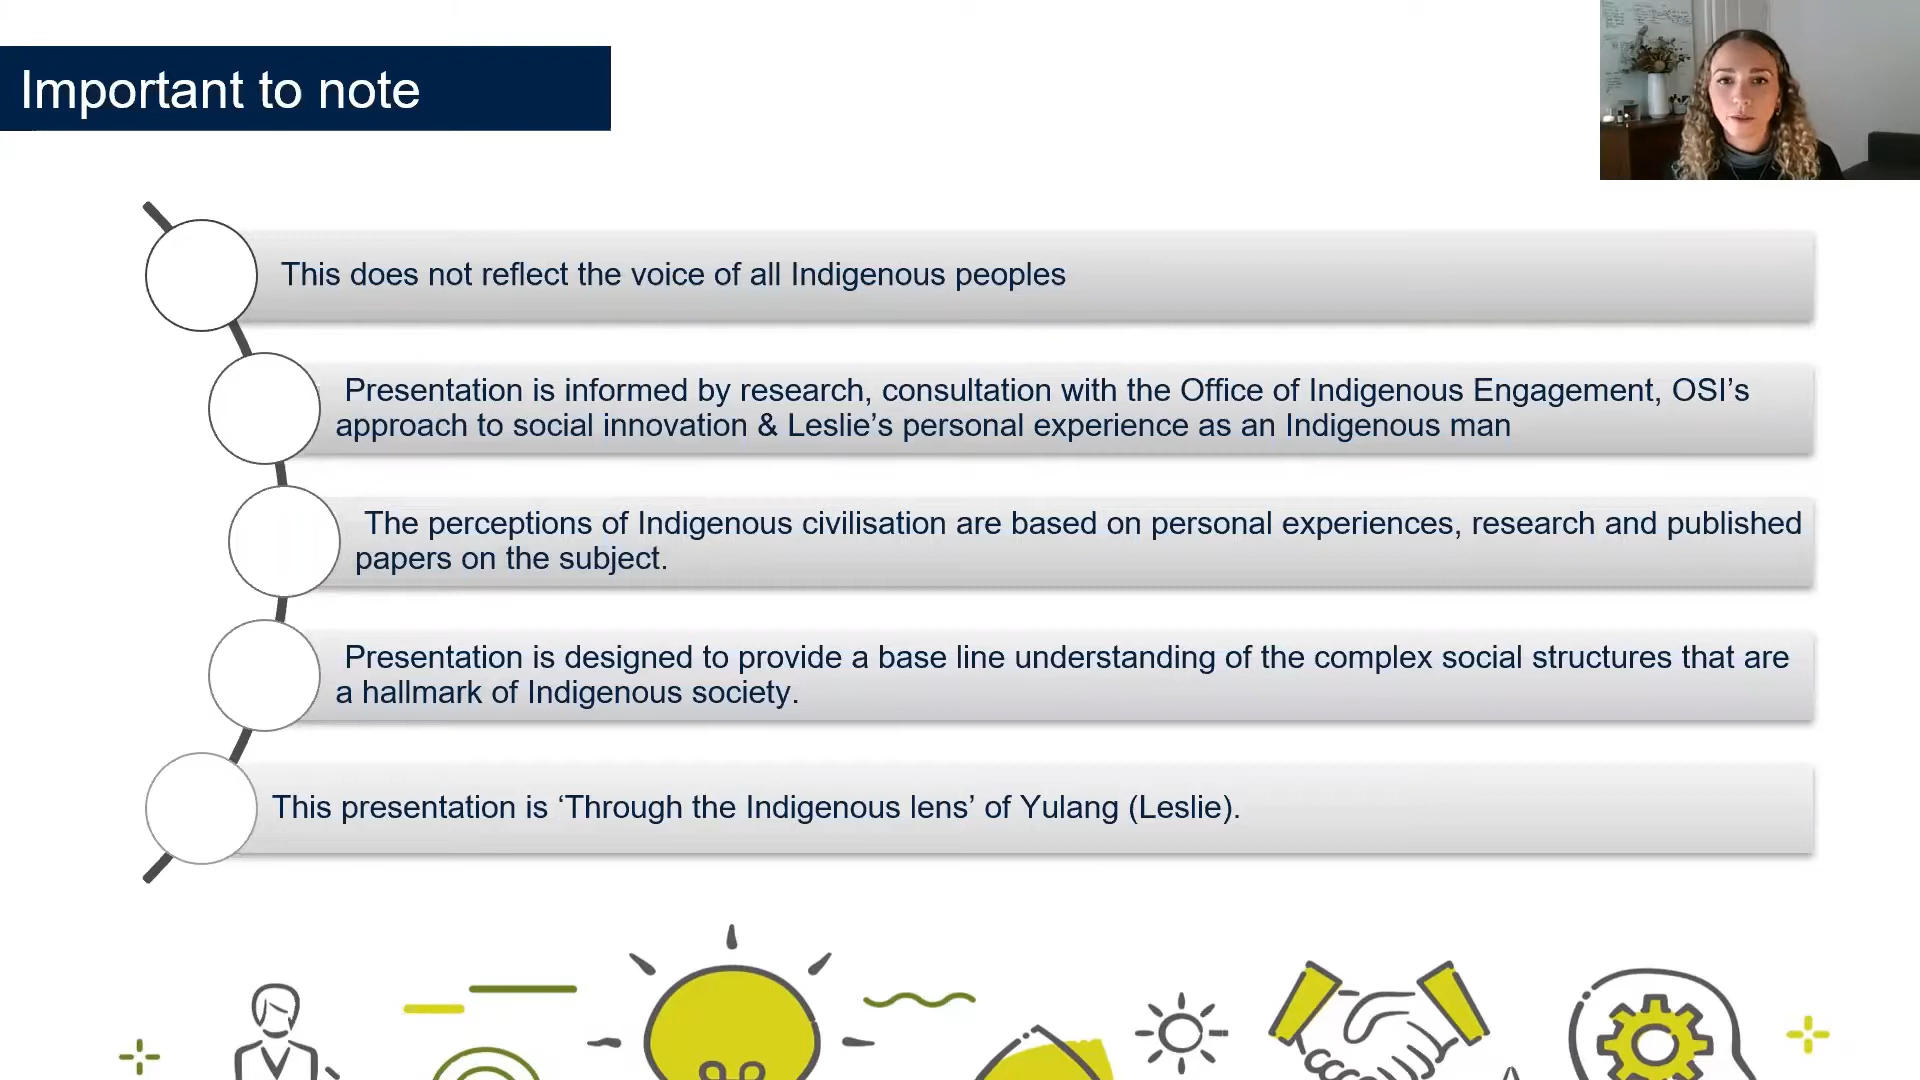 Important to note
This does not reflect the voice of all Indigenous peoples
Presentation is informed by research, consultation with the Office of Indigenous Engagement, OSI’s
approach to social innovation & Leslie’s personal experience as an Indigenous man
The perceptions of Indigenous civilisation are based on personal experiences, research and published
papers on the subject.
Presentation is designed to provide a base line understanding of the complex social structures that are
a hallmark of Indigenous society.
This presentation is ‘Through the Indigenous lens’ of Yulang (Leslie).